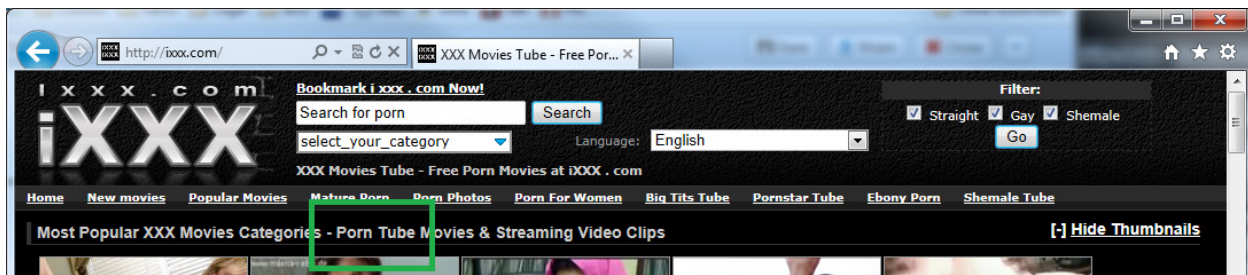 http://ixxx.com/
XXX Movies Tube - Free Por...
Ixxx.com
iXXX
Bookmark i xxx . com Now!
Search for porn
Search
select_your_category
Language: English
XXX Movies Tube - Free Porn Movies at iXXX . com
Filter:
Straight Gay Shemale
Go
Home New movies Popular Movies Mature Porn Porn Photos Porn For Women Big Tits Tube Pornstar Tube Ebony Porn Shemale Tube
Most Popular XXX Movies Categories - Porn Tube Movies & Streaming Video Clips
[-] Hide Thumbnails